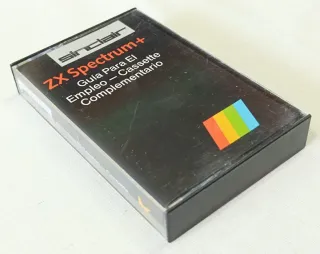 sinclair
ZX Spectrum+
Guia Para El
Empleo – Cassette
Complementario